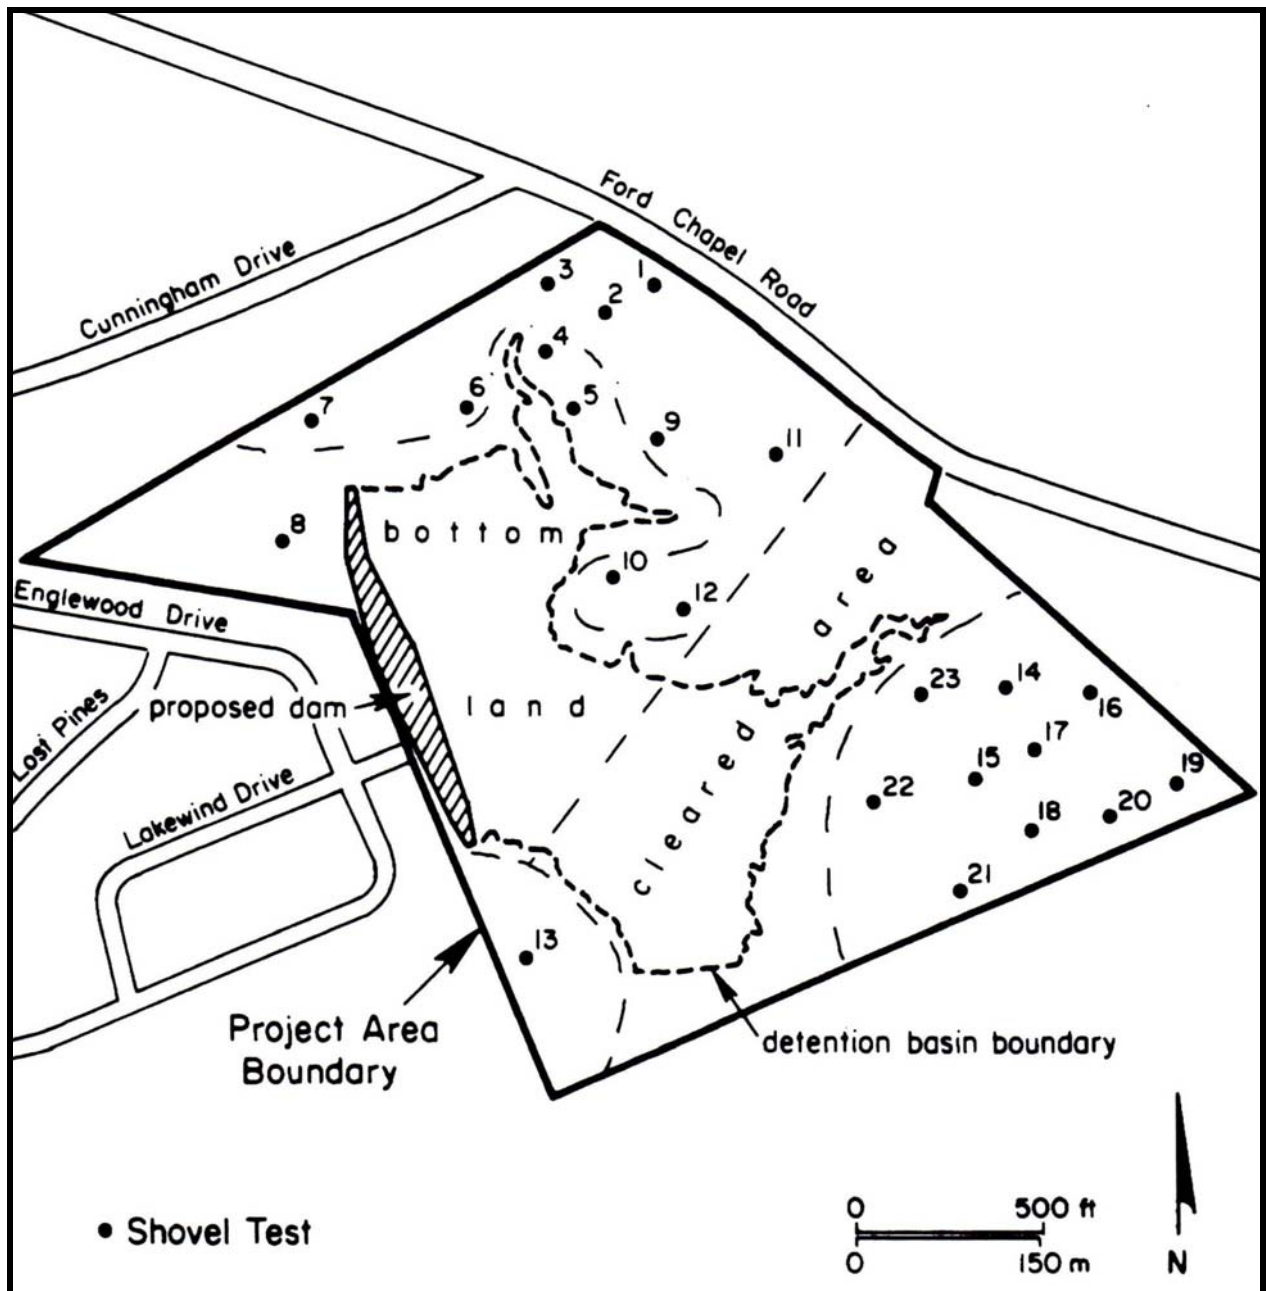 Ford Chapel Road
Cunningham Drive
3
1
2
4
6
5
7
9
11
8
bottom
10
12
area
Englewood Drive
23
14
16
Lost Pines
proposed dam
land
17
cleared
15
19
Lakewind Drive
22
18
20
21
13
Project Area
Boundary
detention basin boundary
● Shovel Test
0 500 ft
0 150 m
N